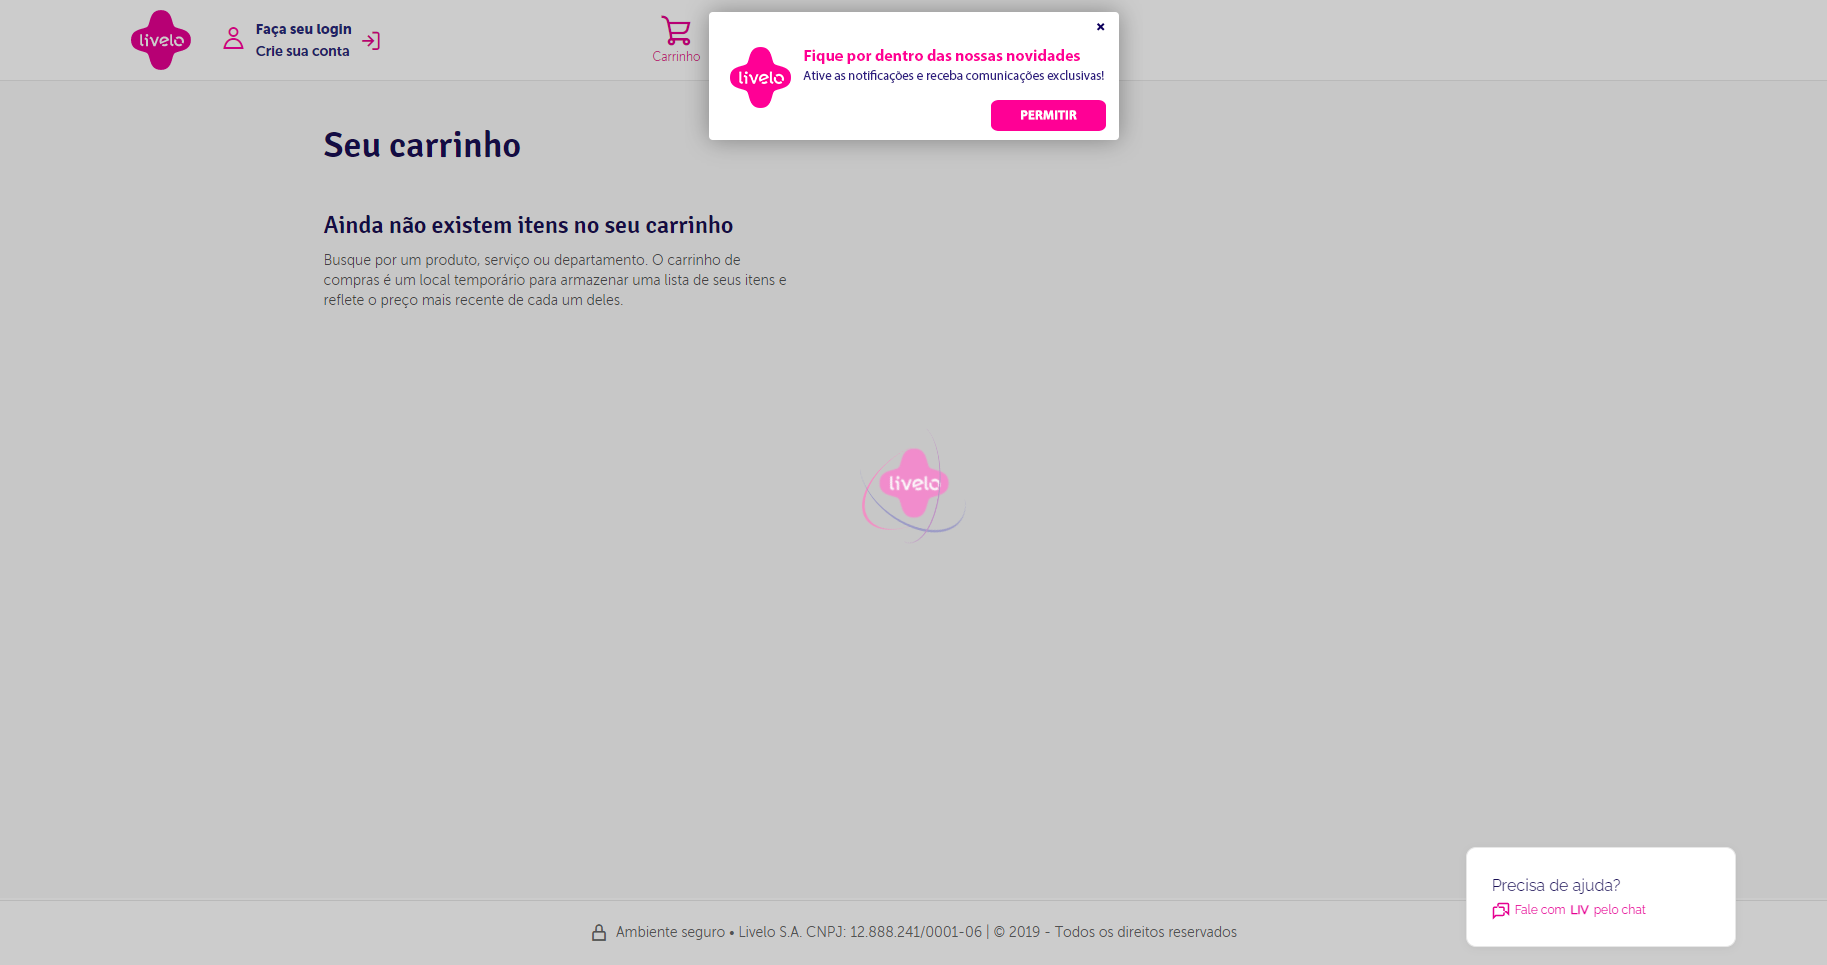 livelo
Faça seu login
Crie sua conta
Carrinho
livelo
Fique por dentro das nossas novidades
Ative as notificações e receba comunicações exclusivas!
PERMITIR
Seu carrinho
Ainda não existem itens no seu carrinho
Busque por um produto, serviço ou departamento. O carrinho de
compras é um local temporário para armazenar uma lista de seus itens e
reflete o preço mais recente de cada um deles.
livelo
Precisa de ajuda?
Fale com LIV pelo chat
Ambiente seguro • Livelo S.A. CNPJ: 12.888.241/0001-06 | © 2019 - Todos os direitos reservados